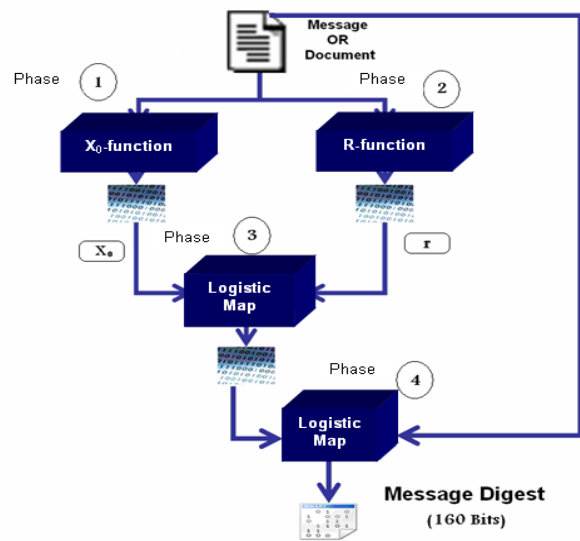 Message
OR
Document
Phase
1
Phase
2
X₀-function
R-function
Phase
3
X₀
r
Logistic
Map
Phase
4
Logistic
Map
Message Digest
(160 Bits)